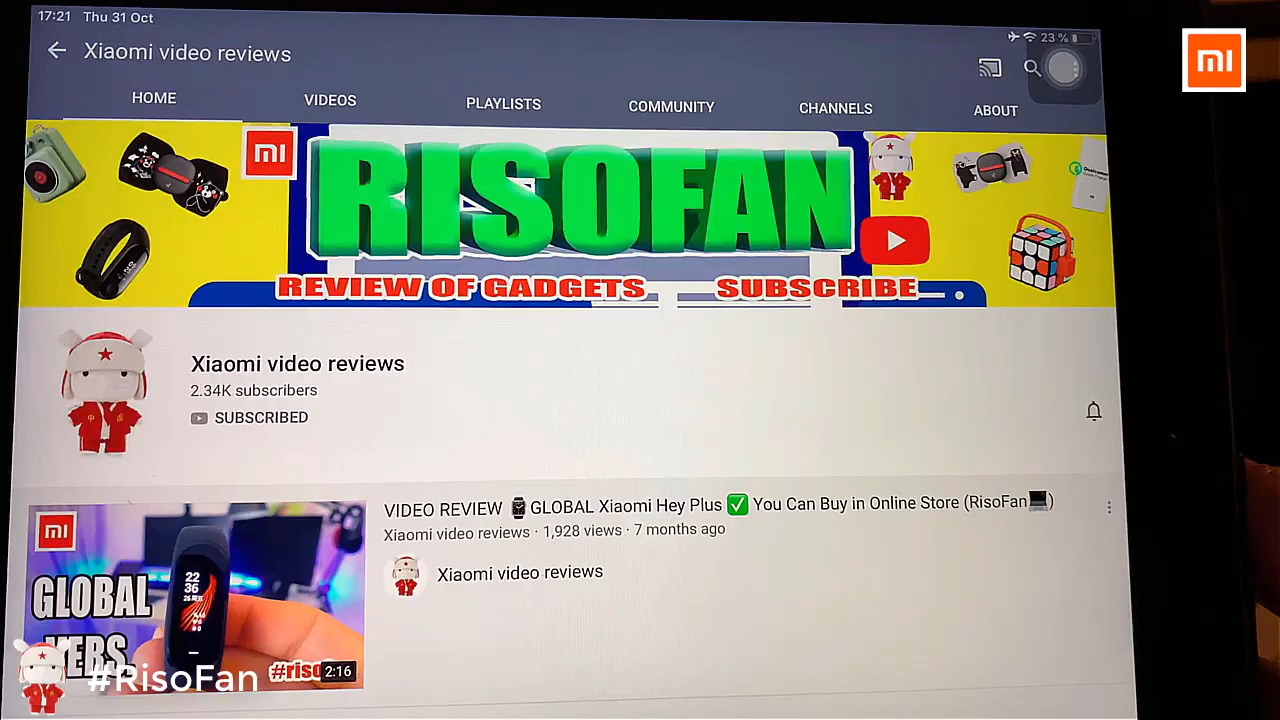 17:21 Thu 31 Oct
23 %
Xiaomi video reviews
HOME VIDEOS PLAYLISTS COMMUNITY CHANNELS ABOUT
RISOFAN
REVIEW OF GADGETS SUBSCRIBE
Xiaomi video reviews
2.34K subscribers
SUBSCRIBED
VIDEO REVIEW ⌚GLOBAL Xiaomi Hey Plus ✅ You Can Buy in Online Store (RisoFan💻)
Xiaomi video reviews · 1,928 views · 7 months ago
Xiaomi video reviews
mi
mi
mi
22
36
GLOBAL
VERS
#riso
2:16
#RisoFan